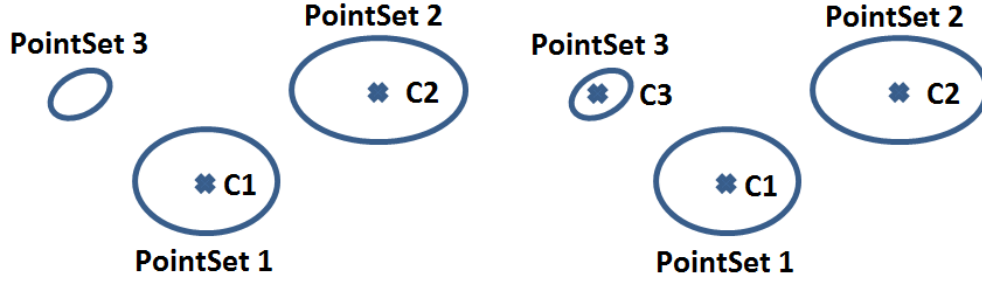 PointSet 2
PointSet 3
C2
C1
PointSet 1
PointSet 2
PointSet 3
C3
C2
C1
PointSet 1